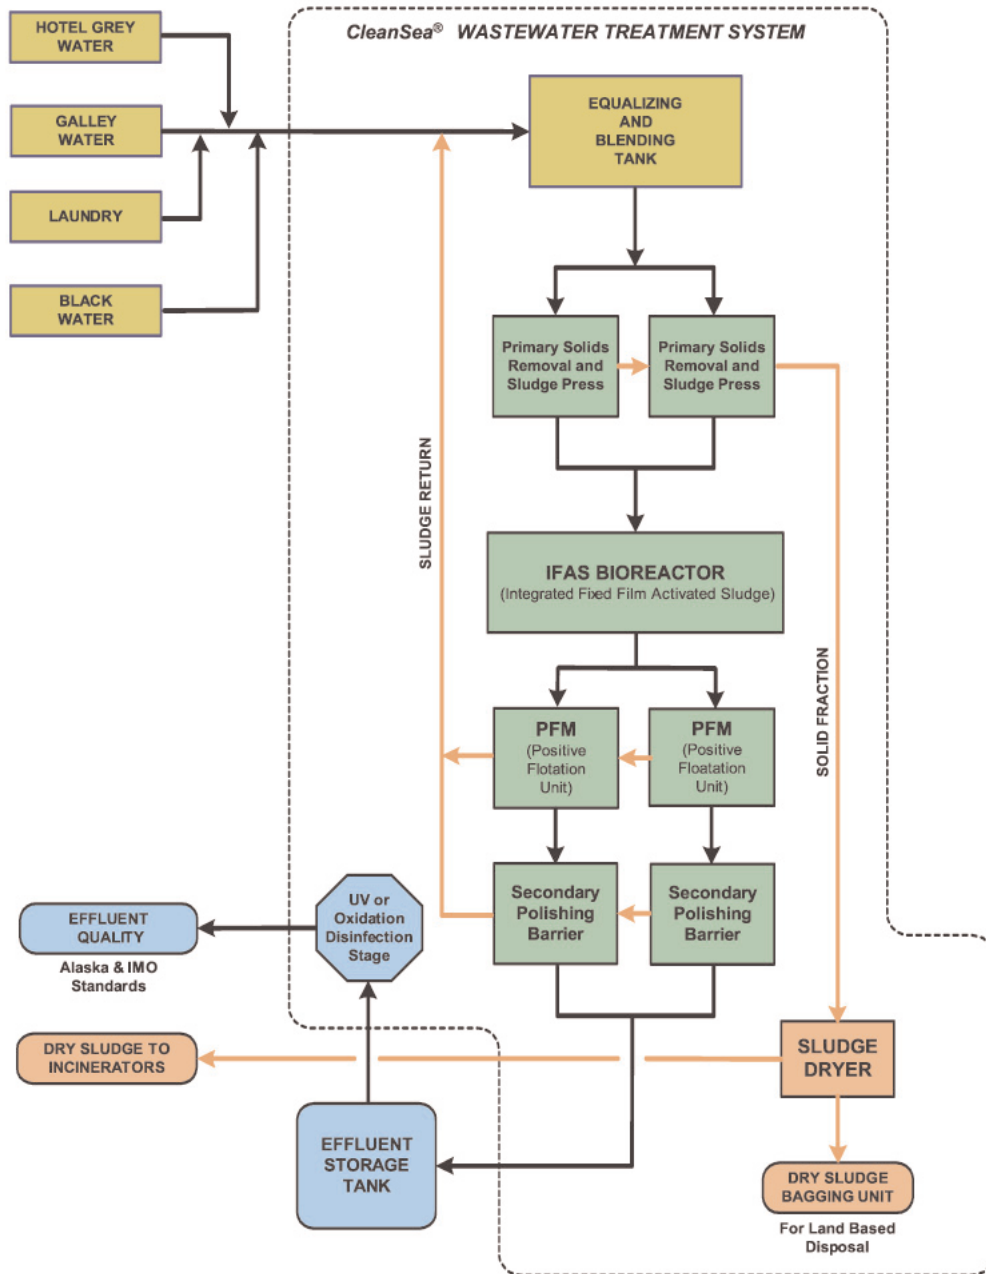 CleanSea® WASTEWATER TREATMENT SYSTEM
HOTEL GREY
WATER
GALLEY
WATER
LAUNDRY
BLACK
WATER
EQUALIZING
AND
BLENDING
TANK
Primary Solids
Removal and
Sludge Press
Primary Solids
Removal and
Sludge Press
SLUDGE RETURN
IFAS BIOREACTOR
(Integrated Fixed Film Activated Sludge)
SOLID FRACTION
PFM
(Positive
Flotation
Unit)
PFM
(Positive
Floatation
Unit)
Secondary
Polishing
Barrier
Secondary
Polishing
Barrier
UV or
Oxidation
Disinfection
Stage
EFFLUENT
QUALITY
Alaska & IMO
Standards
DRY SLUDGE TO
INCINERATORS
SLUDGE
DRYER
EFFLUENT
STORAGE
TANK
DRY SLUDGE
BAGGING UNIT
For Land Based
Disposal